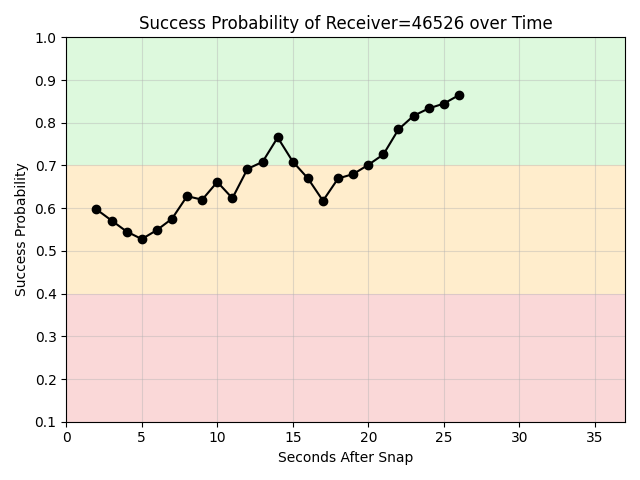 Success Probability of Receiver=46526 over Time
1.0
0.9
0.8
0.7
0.6
0.5
0.4
0.3
0.2
0.1
Success Probability
0 5 10 15 20 25 30 35
Seconds After Snap